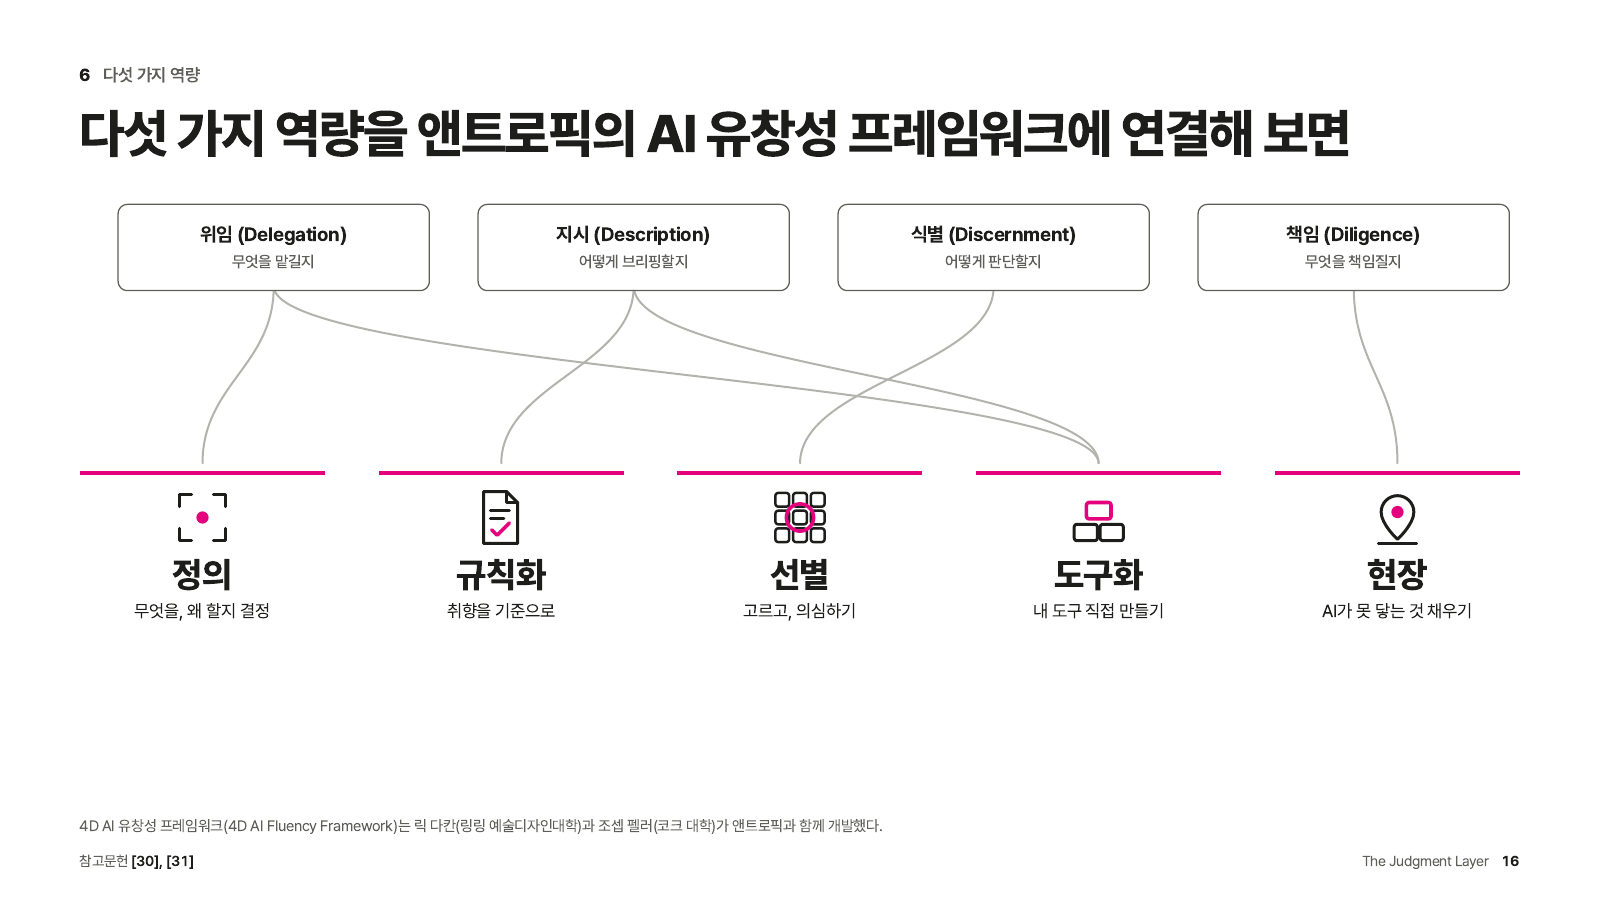 6 다섯 가지 역량
다섯 가지 역량을 앤트로픽의 AI 유창성 프레임워크에 연결해 보면
위임 (Delegation)
무엇을 맡길지
지시 (Description)
어떻게 브리핑할지
식별 (Discernment)
어떻게 판단할지
책임 (Diligence)
무엇을 책임질지
정의
무엇을, 왜 할지 결정
규칙화
취향을 기준으로
선별
고르고, 의심하기
도구화
내 도구 직접 만들기
현장
AI가 못 닿는 것 채우기
4D AI 유창성 프레임워크(4D AI Fluency Framework)는 릭 다칸(링링 예술디자인대학)과 조셉 펠러(코크 대학)가 앤트로픽과 함께 개발했다.
참고문헌 [30], [31]
The Judgment Layer 16